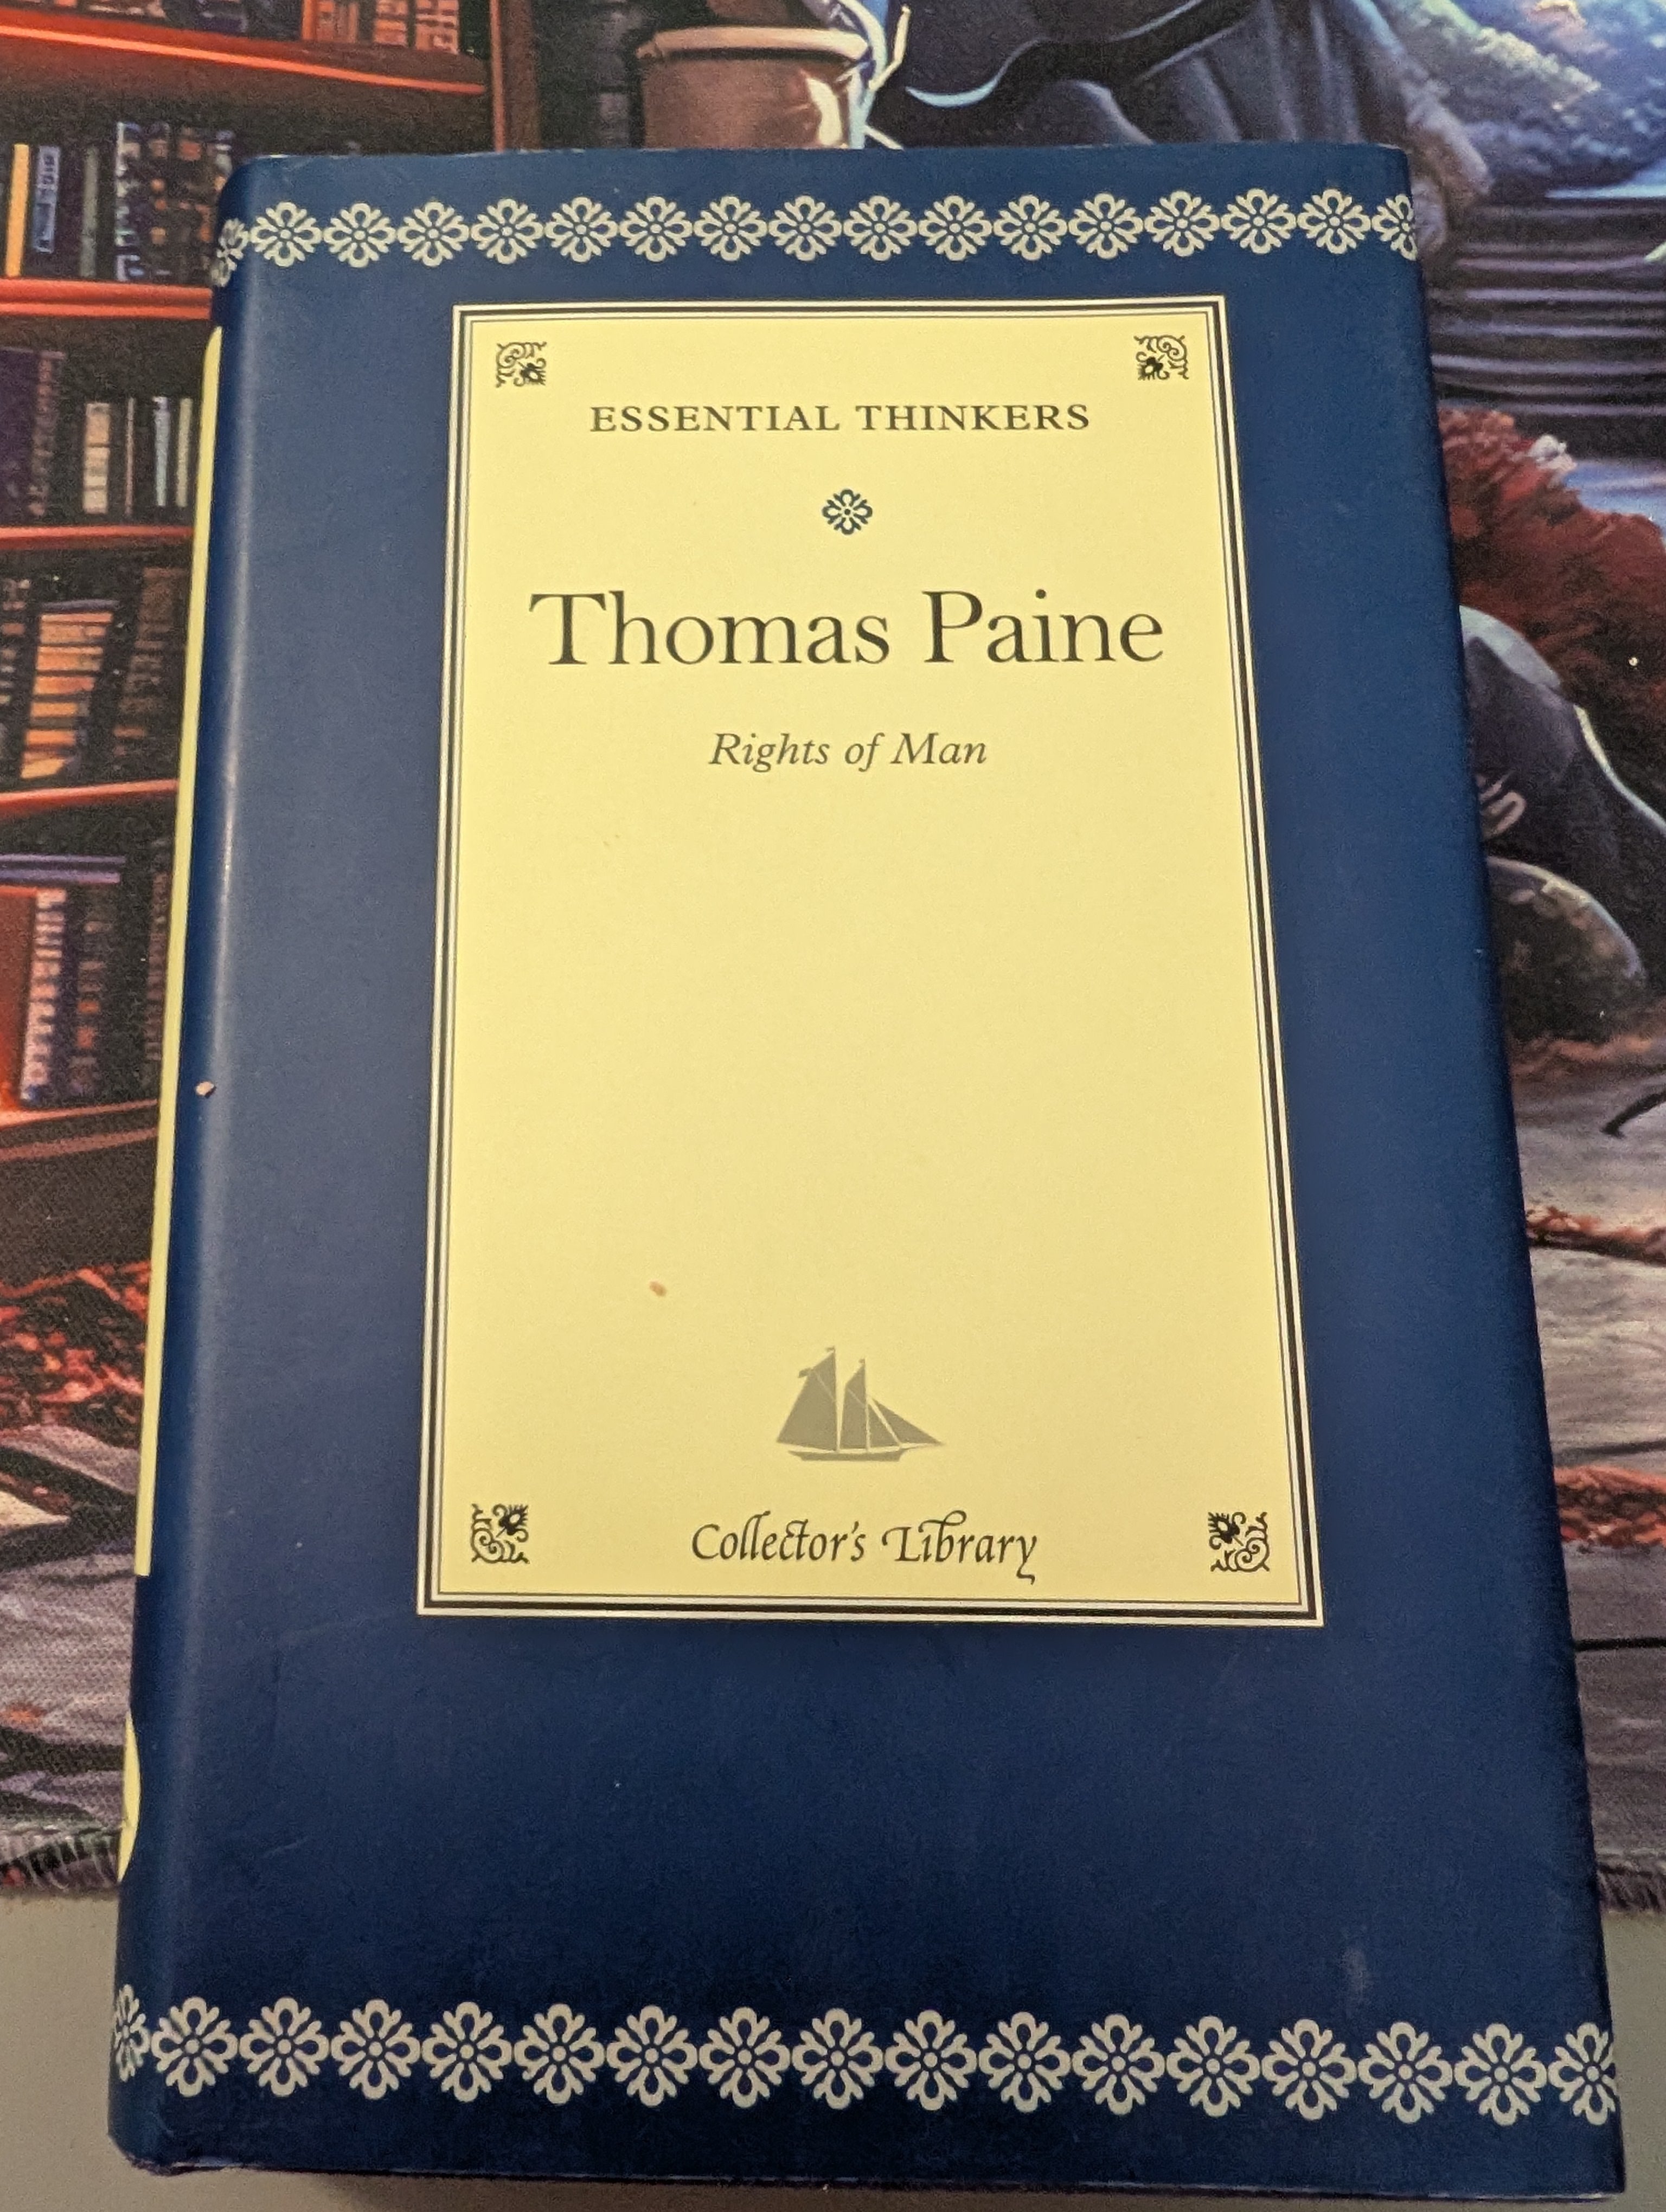 ESSENTIAL THINKERS
Thomas Paine
Rights of Man
Collector's Library